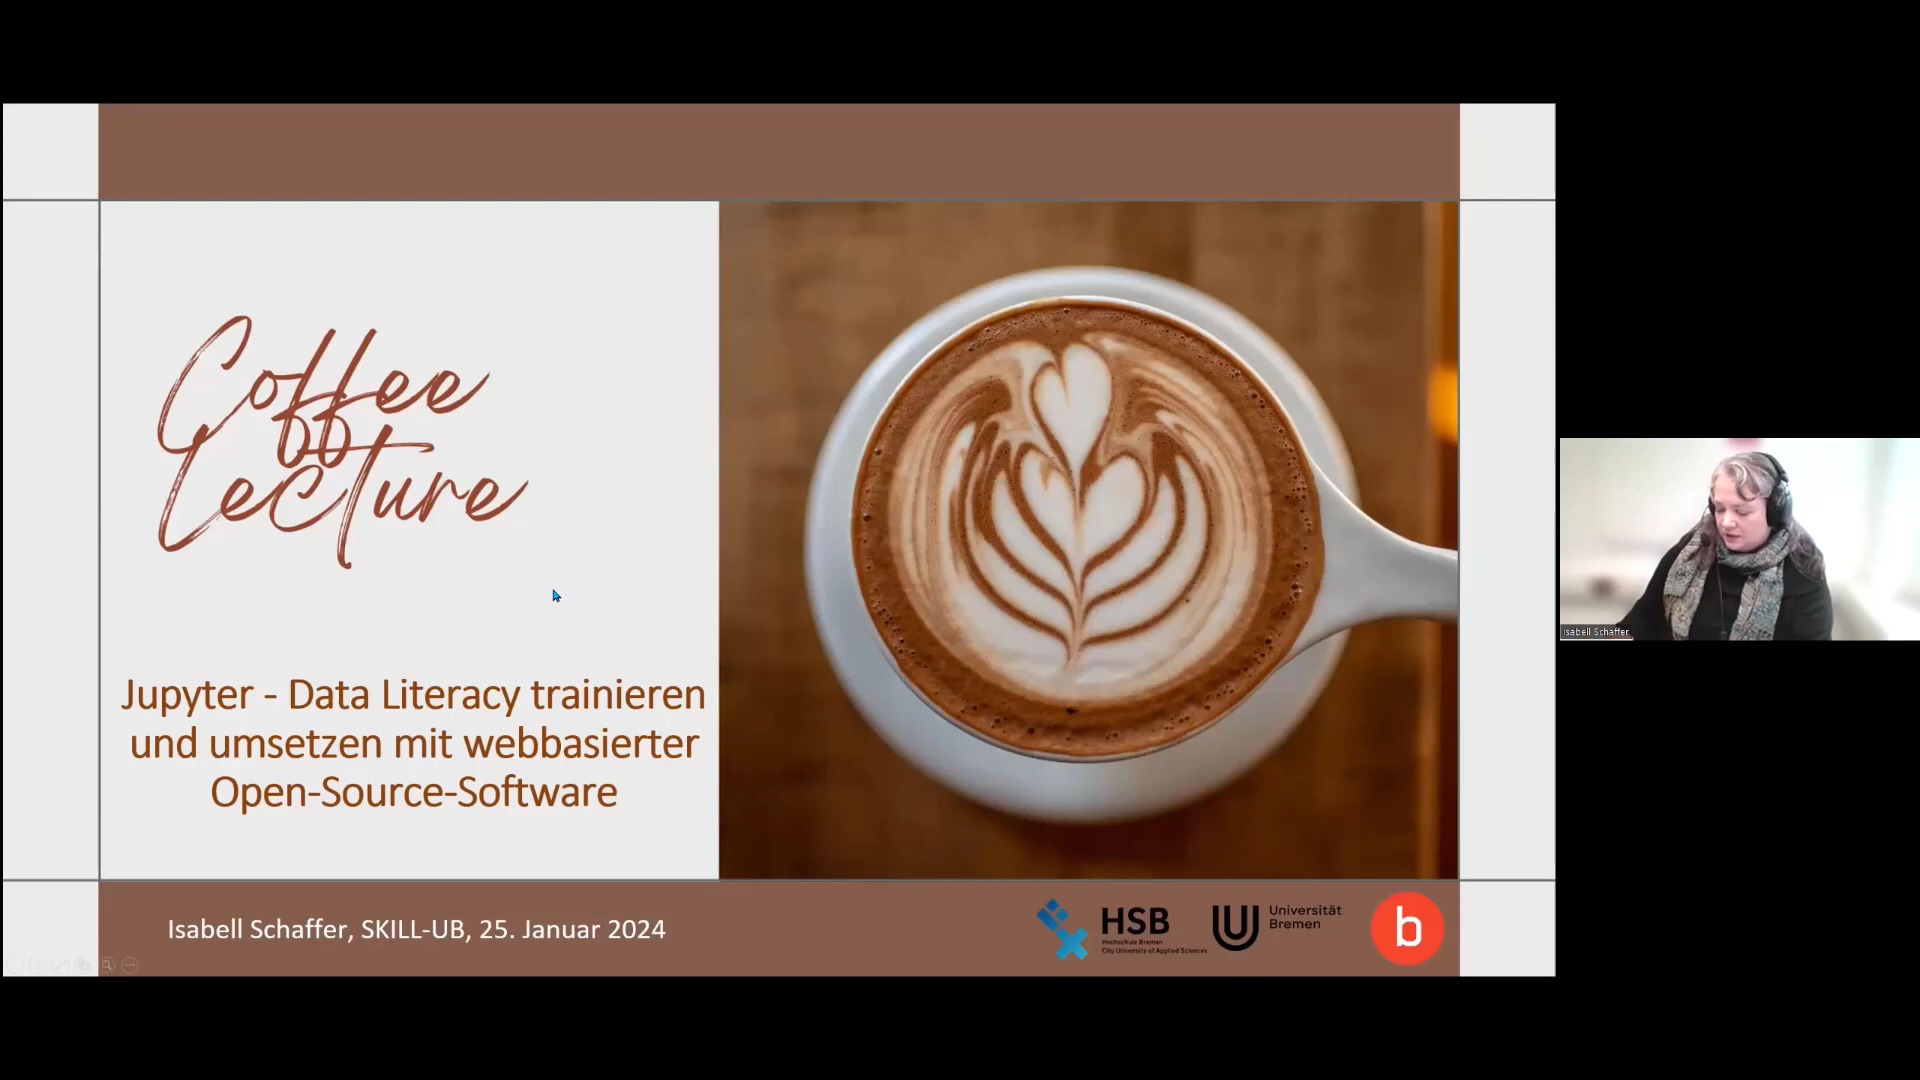 Coffee
Lecture
Jupyter - Data Literacy trainieren
und umsetzen mit webbasierter
Open-Source-Software
Isabell Schaffer, SKILL-UB, 25. Januar 2024
HSB
Hochschule Bremen
City University of Applied Sciences
Universität
Bremen
b
Isabell Schaffer